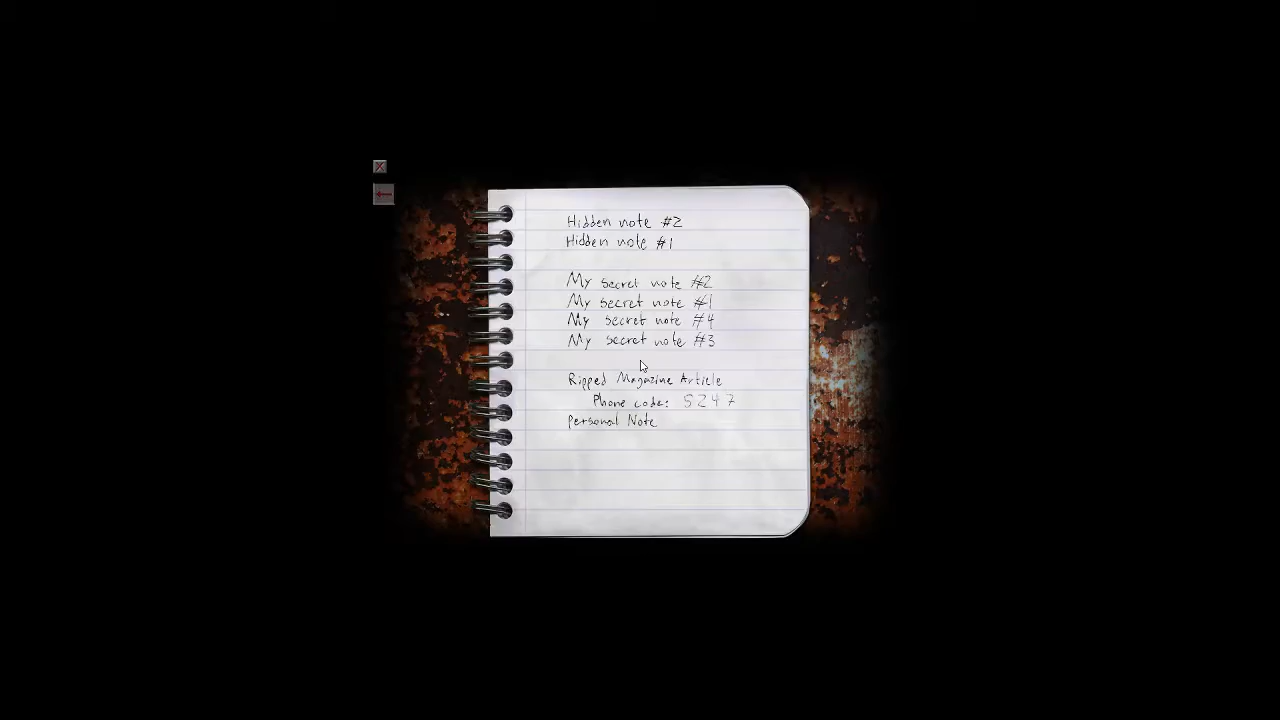 Hidden note #2
Hidden note #1
My secret note #2
My secret note #1
My secret note #4
My secret note #3
Ripped Magazine Article
Phone code: 5247
personal Note